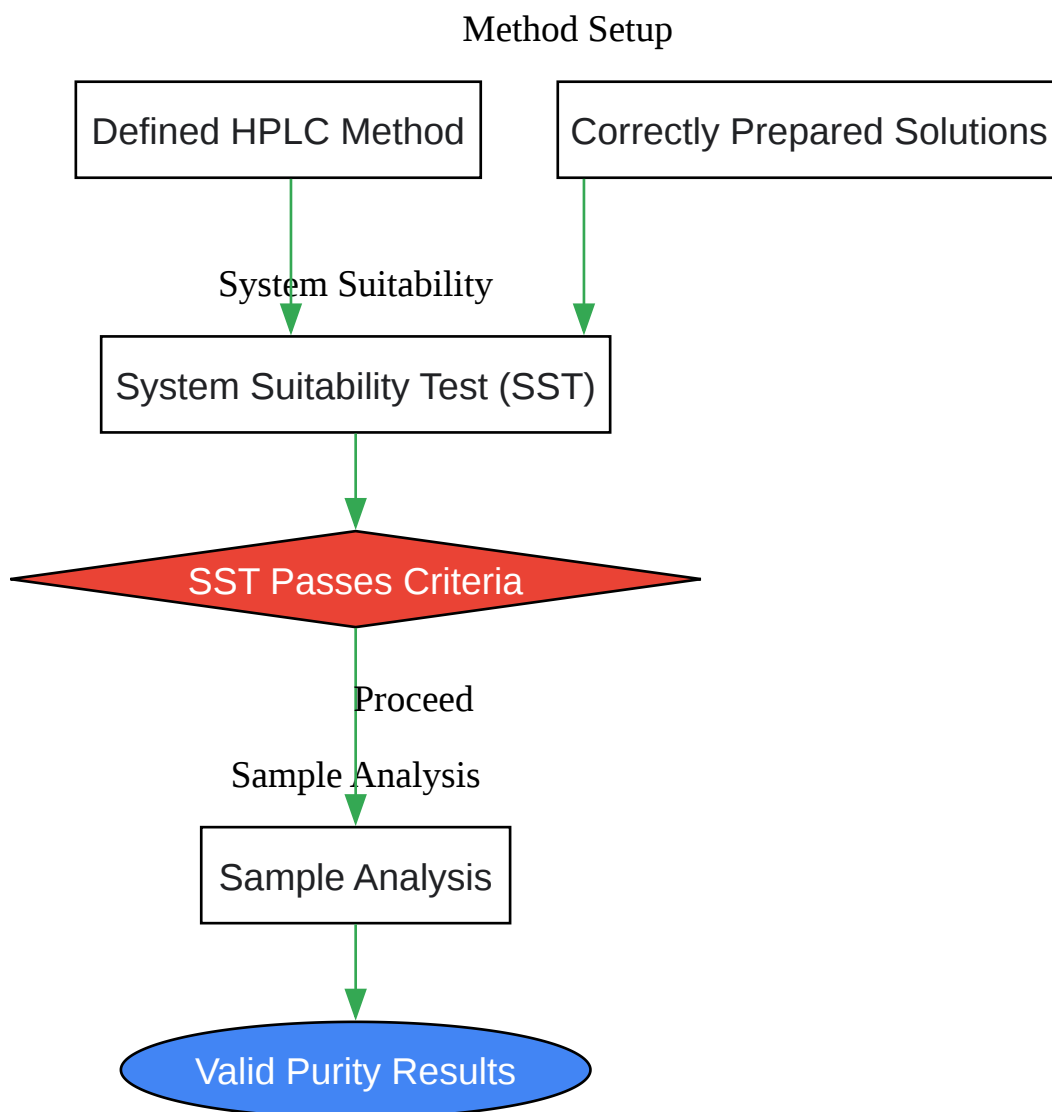 Method Setup
Defined HPLC Method
Correctly Prepared Solutions
System Suitability
System Suitability Test (SST)
SST Passes Criteria
Proceed
Sample Analysis
Sample Analysis
Valid Purity Results